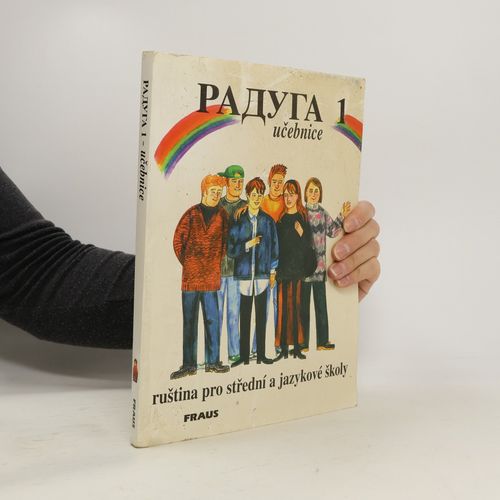 РАДУГА 1
učebnice
ruština pro střední a jazykové školy
FRAUS
РАДУГА 1 - učebnice
FRAUS